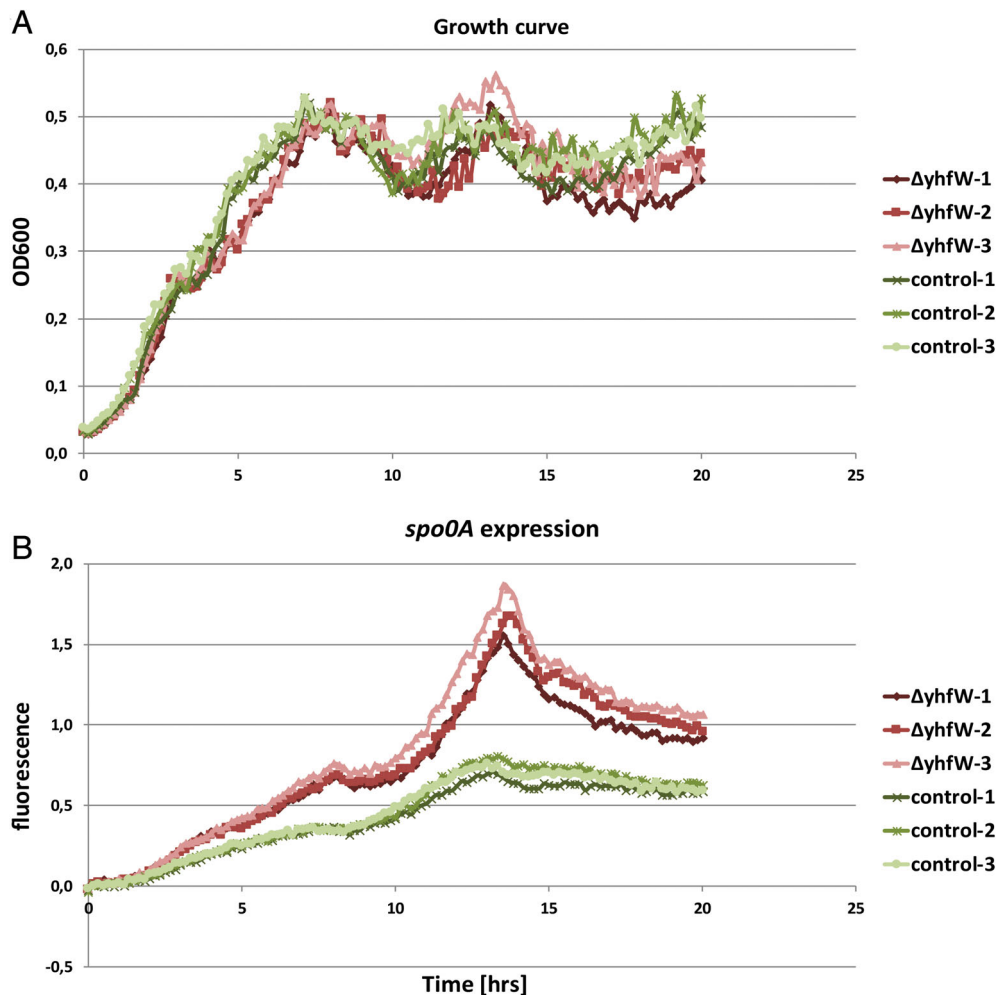 A
Growth curve
0,6
0,5
0,4
0,3
0,2
0,1
0,0
OD600
0
5
10
15
20
25
ΔyhfW-1
ΔyhfW-2
ΔyhfW-3
control-1
control-2
control-3
B
spo0A expression
2,0
1,5
1,0
0,5
0,0
-0,5
fluorescence
0
5
10
15
20
25
Time [hrs]
ΔyhfW-1
ΔyhfW-2
ΔyhfW-3
control-1
control-2
control-3